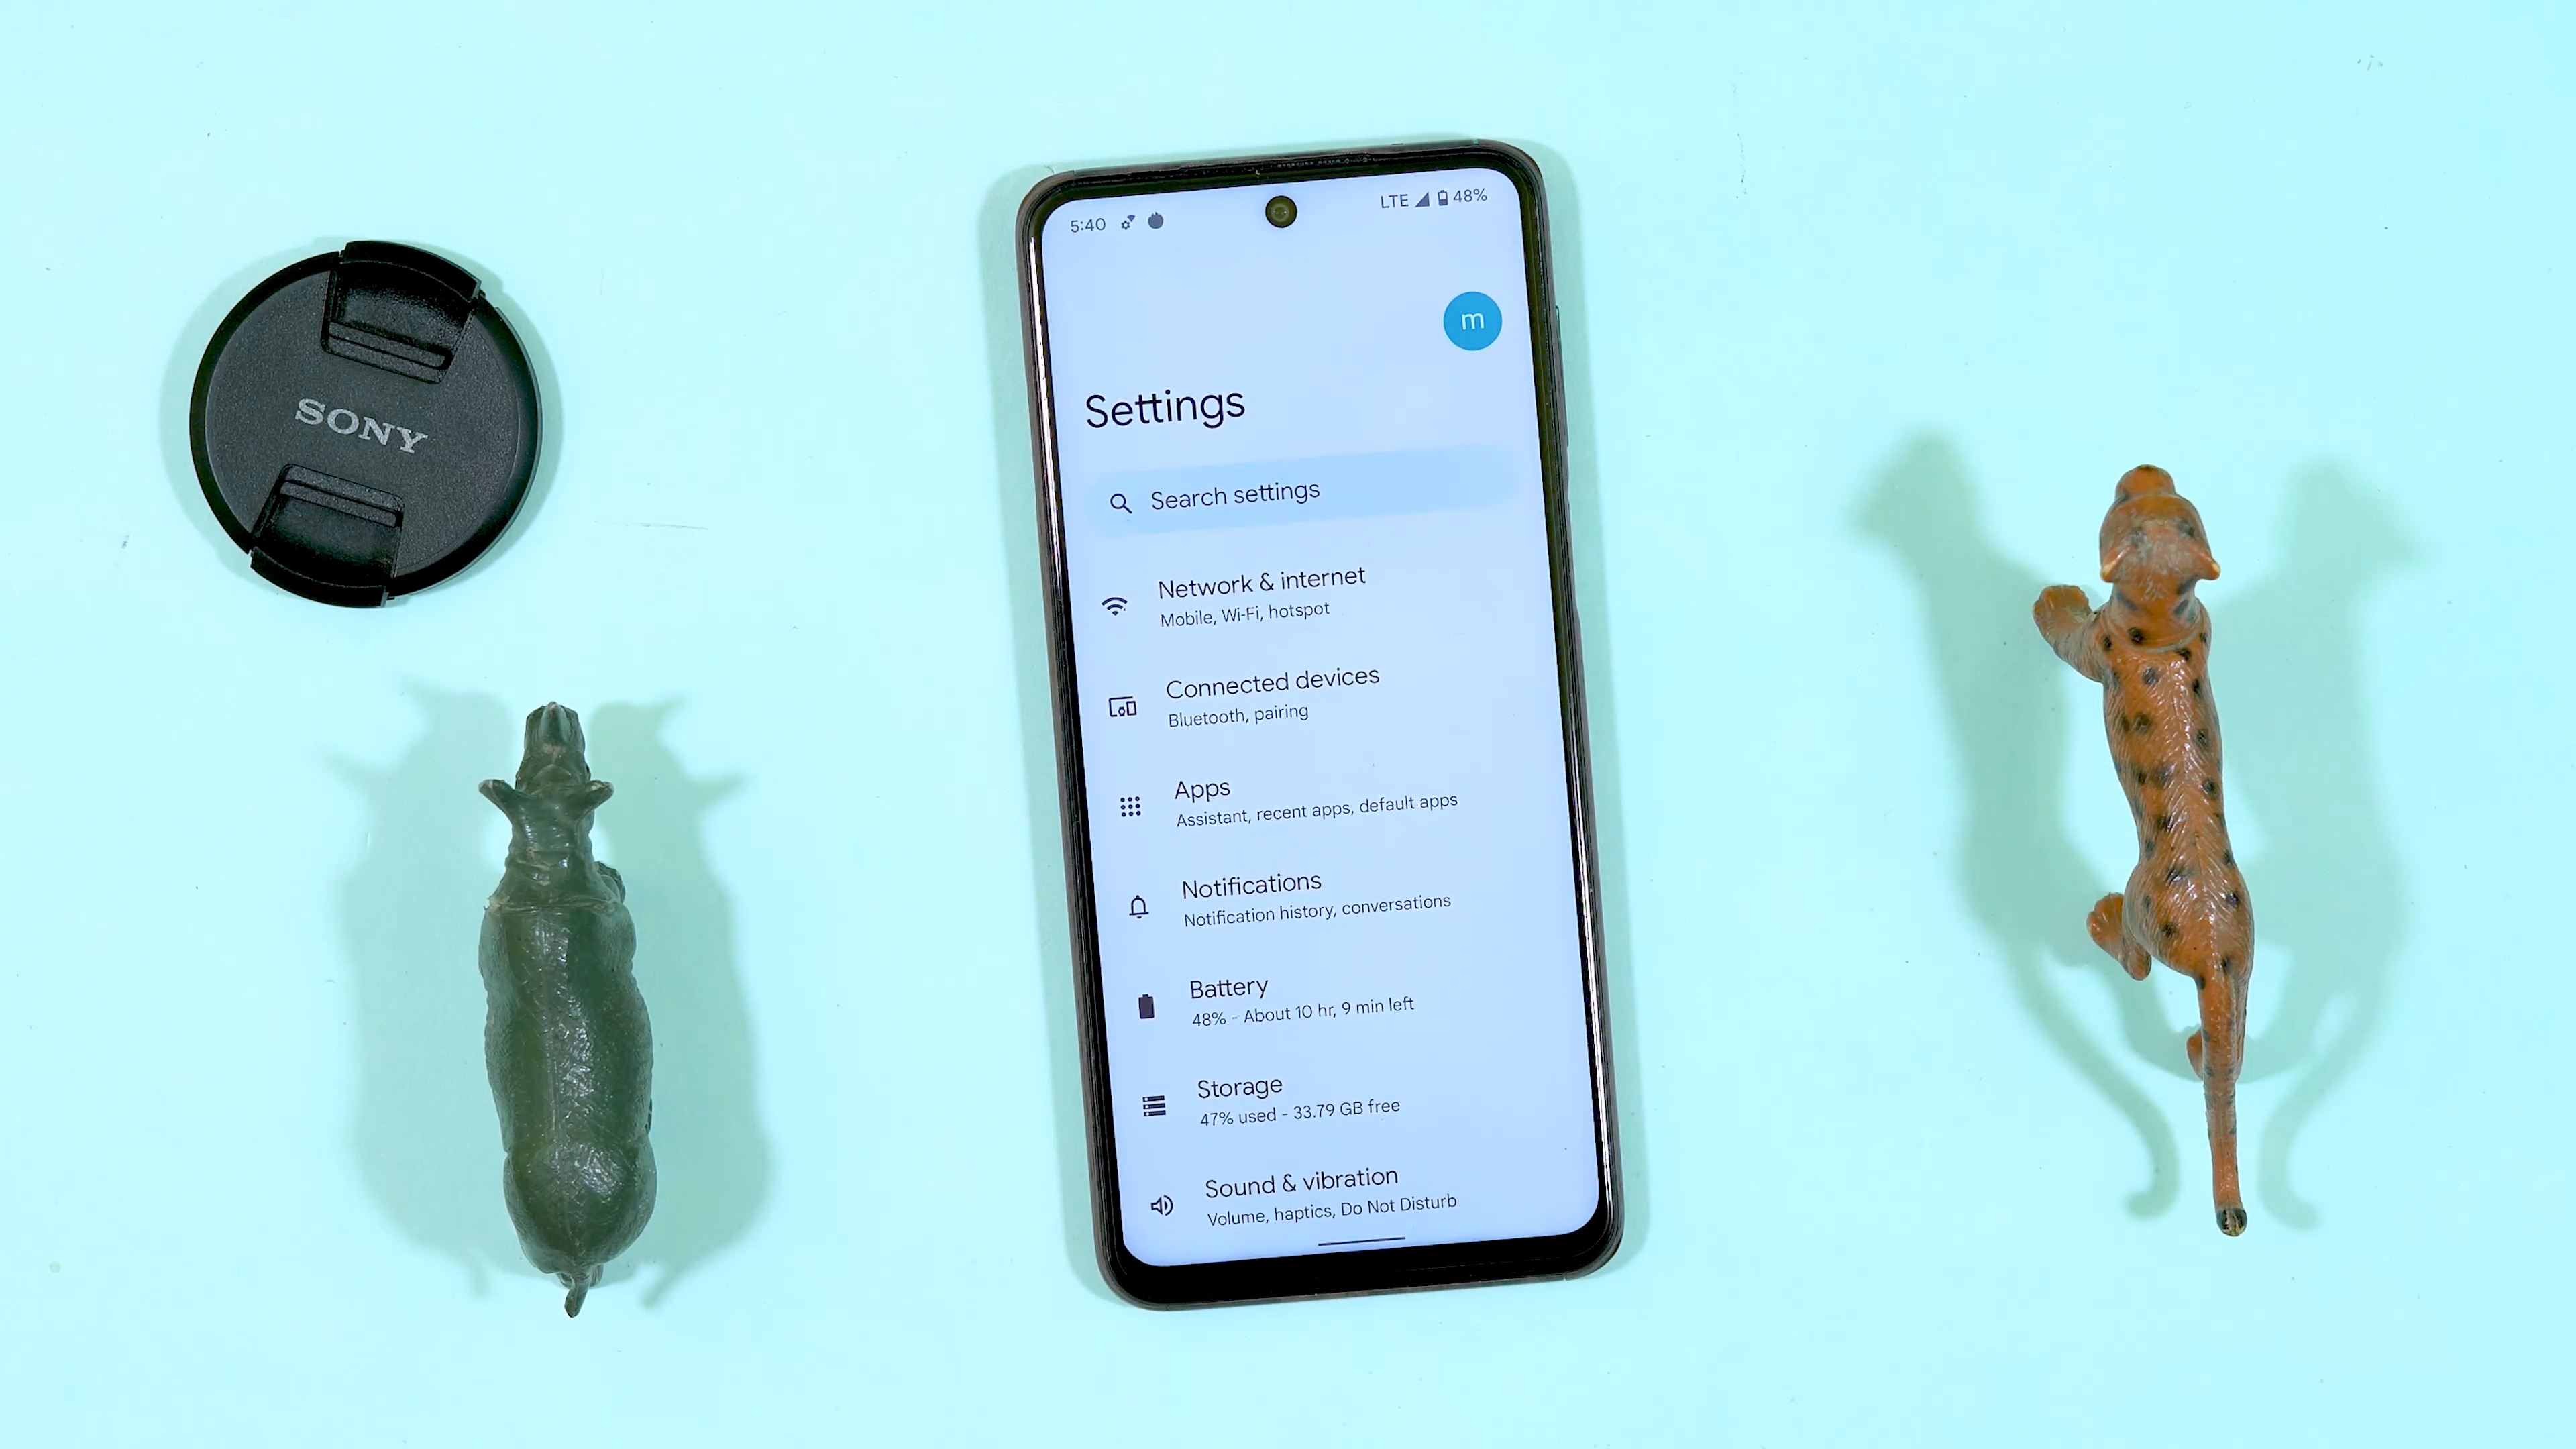 SONY
5:40
LTE 48%
m
Settings
Search settings
Network & internet
Mobile, Wi-Fi, hotspot
Connected devices
Bluetooth, pairing
Apps
Assistant, recent apps, default apps
Notifications
Notification history, conversations
Battery
48% - About 10 hr, 9 min left
Storage
47% used - 33.79 GB free
Sound & vibration
Volume, haptics, Do Not Disturb